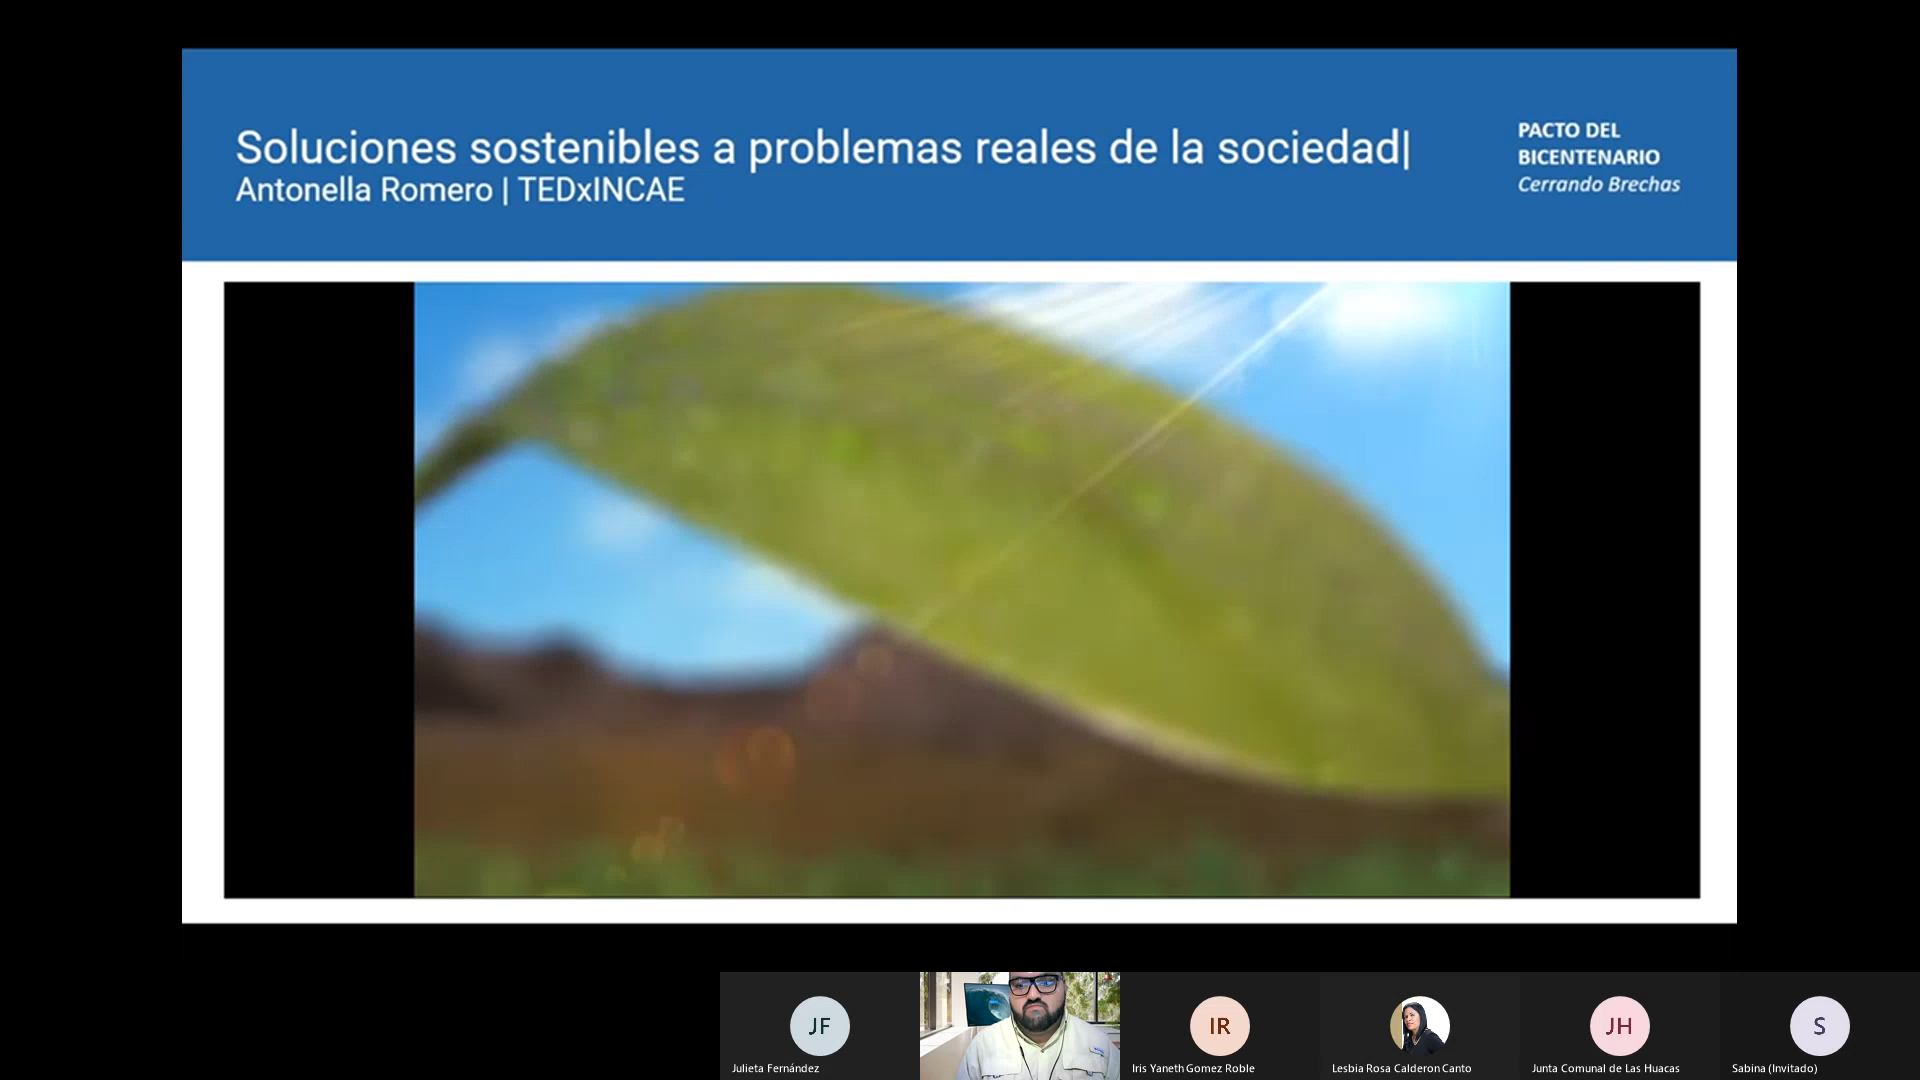 Soluciones sostenibles a problemas reales de la sociedad|
Antonella Romero | TEDxINCAE
PACTO DEL
BICENTENARIO
Cerrando Brechas
JF
IR
JH
S
Julieta Fernández
Iris Yaneth Gomez Roble
Lesbia Rosa Calderon Canto
Junta Comunal de Las Huacas
Sabina (Invitado)